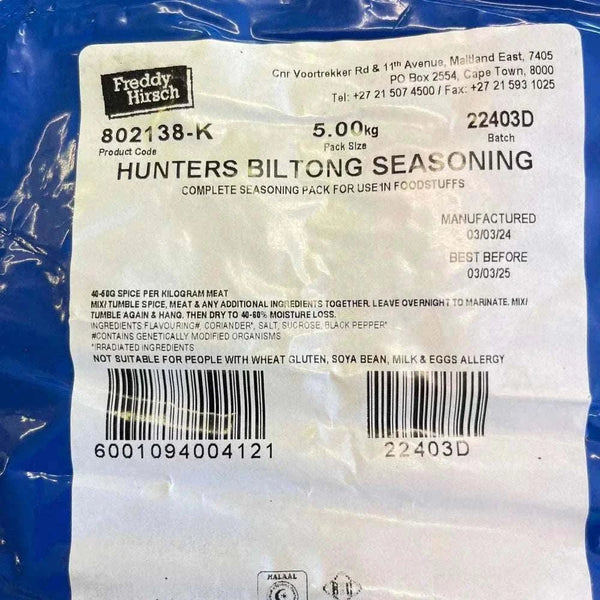 Freddy
Hirsch
Cnr Voortrekker Rd & 11th Avenue, Maitland East, 7405
PO Box 2554, Cape Town, 8000
Tel: +27 21 507 4500 / Fax: +27 21 593 1025
802138-K
Product Code
5.00kg
Pack Size
22403D
Batch
HUNTERS BILTONG SEASONING
COMPLETE SEASONING PACK FOR USE IN FOODSTUFFS
MANUFACTURED
03/03/24
BEST BEFORE
03/03/25
40-60G SPICE PER KILOGRAM MEAT
MIX/ TUMBLE SPICE, MEAT & ANY ADDITIONAL INGREDIENTS TOGETHER. LEAVE OVERNIGHT TO MARINATE. MIX/
TUMBLE AGAIN & HANG. THEN DRY TO 40-60% MOISTURE LOSS.
INGREDIENTS FLAVOURING#, CORIANDER*, SALT, SUCROSE, BLACK PEPPER*
#CONTAINS GENETICALLY MODIFIED ORGANISMS
*IRRADIATED INGREDIENTS
NOT SUITABLE FOR PEOPLE WITH WHEAT GLUTEN, SOYA BEAN, MILK & EGGS ALLERGY
6001094004121
22403D
HALAAL